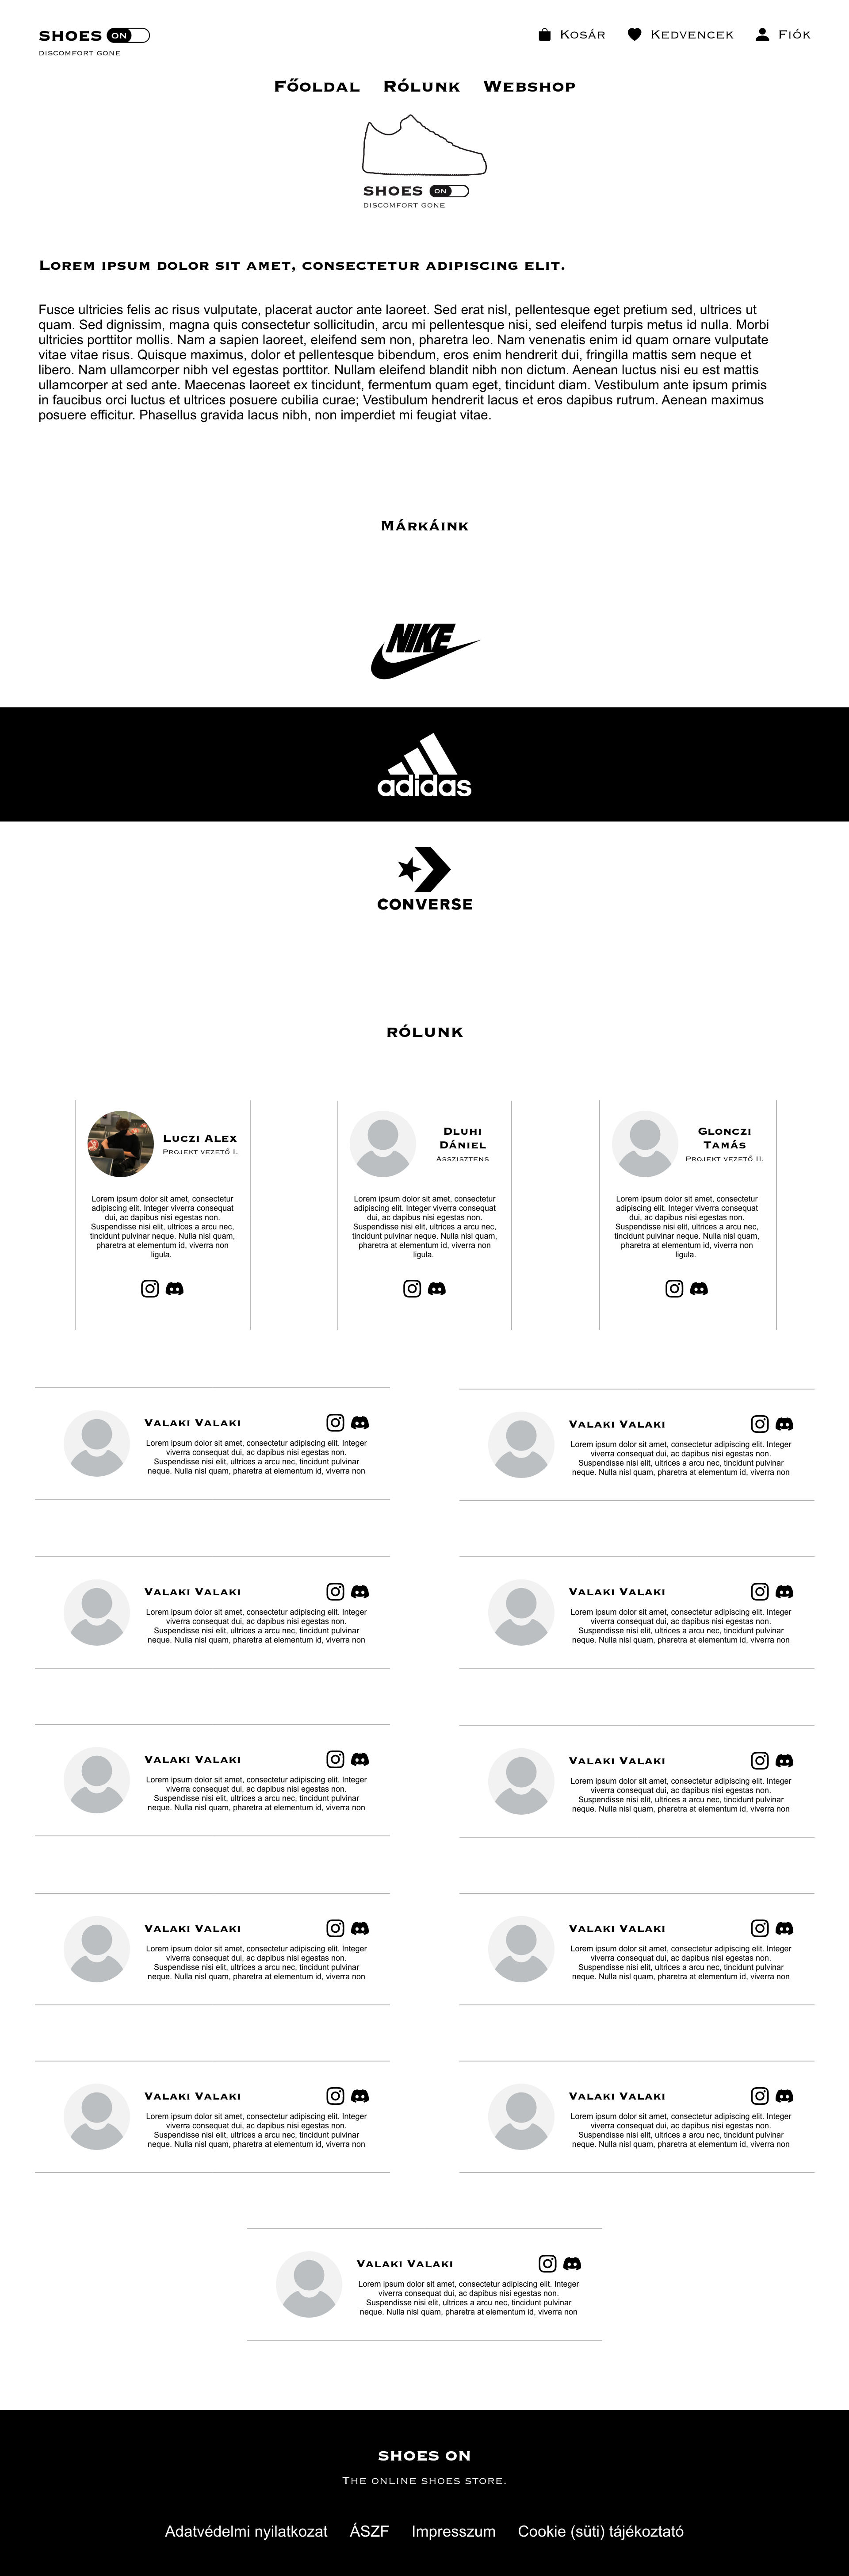 SHOES ON
DISCOMFORT GONE
Kosár Kedvencek Fiók
Főoldal Rólunk Webshop
SHOES ON
DISCOMFORT GONE
Lorem ipsum dolor sit amet, consectetur adipiscing elit.
Fusce ultricies felis ac risus vulputate, placerat auctor ante laoreet. Sed erat nisl, pellentesque eget pretium sed, ultrices ut
quam. Sed dignissim, magna quis consectetur sollicitudin, arcu mi pellentesque nisi, sed eleifend turpis metus id nulla. Morbi
ultricies porttitor mollis. Nam a sapien laoreet, eleifend sem non, pharetra leo. Nam venenatis enim id quam ornare vulputate
vitae vitae risus. Quisque maximus, dolor et pellentesque bibendum, eros enim hendrerit dui, fringilla mattis sem neque et
libero. Nam ullamcorper nibh vel egestas porttitor. Nullam eleifend blandit nibh non dictum. Aenean luctus nisi eu est mattis
ullamcorper at sed ante. Maecenas laoreet ex tincidunt, fermentum quam eget, tincidunt diam. Vestibulum ante ipsum primis
in faucibus orci luctus et ultrices posuere cubilia curae; Vestibulum hendrerit lacus et eros dapibus rutrum. Aenean maximus
posuere efficitur. Phasellus gravida lacus nibh, non imperdiet mi feugiat vitae.
Márkáink
NIKE
adidas
CONVERSE
RÓLUNK
Luczi Alex
Projekt vezető I.
Lorem ipsum dolor sit amet, consectetur
adipiscing elit. Integer viverra consequat
dui, ac dapibus nisi egestas non.
Suspendisse nisi elit, ultrices a arcu nec,
tincidunt pulvinar neque. Nulla nisl quam,
pharetra at elementum id, viverra non
ligula.
Dluhi
Dániel
Asszisztens
Lorem ipsum dolor sit amet, consectetur
adipiscing elit. Integer viverra consequat
dui, ac dapibus nisi egestas non.
Suspendisse nisi elit, ultrices a arcu nec,
tincidunt pulvinar neque. Nulla nisl quam,
pharetra at elementum id, viverra non
ligula.
Glonczi
Tamás
Projekt vezető II.
Lorem ipsum dolor sit amet, consectetur
adipiscing elit. Integer viverra consequat
dui, ac dapibus nisi egestas non.
Suspendisse nisi elit, ultrices a arcu nec,
tincidunt pulvinar neque. Nulla nisl quam,
pharetra at elementum id, viverra non
ligula.
Valaki Valaki
Lorem ipsum dolor sit amet, consectetur adipiscing elit. Integer
viverra consequat dui, ac dapibus nisi egestas non.
Suspendisse nisi elit, ultrices a arcu nec, tincidunt pulvinar
neque. Nulla nisl quam, pharetra at elementum id, viverra non
Valaki Valaki
Lorem ipsum dolor sit amet, consectetur adipiscing elit. Integer
viverra consequat dui, ac dapibus nisi egestas non.
Suspendisse nisi elit, ultrices a arcu nec, tincidunt pulvinar
neque. Nulla nisl quam, pharetra at elementum id, viverra non
Valaki Valaki
Lorem ipsum dolor sit amet, consectetur adipiscing elit. Integer
viverra consequat dui, ac dapibus nisi egestas non.
Suspendisse nisi elit, ultrices a arcu nec, tincidunt pulvinar
neque. Nulla nisl quam, pharetra at elementum id, viverra non
Valaki Valaki
Lorem ipsum dolor sit amet, consectetur adipiscing elit. Integer
viverra consequat dui, ac dapibus nisi egestas non.
Suspendisse nisi elit, ultrices a arcu nec, tincidunt pulvinar
neque. Nulla nisl quam, pharetra at elementum id, viverra non
Valaki Valaki
Lorem ipsum dolor sit amet, consectetur adipiscing elit. Integer
viverra consequat dui, ac dapibus nisi egestas non.
Suspendisse nisi elit, ultrices a arcu nec, tincidunt pulvinar
neque. Nulla nisl quam, pharetra at elementum id, viverra non
Valaki Valaki
Lorem ipsum dolor sit amet, consectetur adipiscing elit. Integer
viverra consequat dui, ac dapibus nisi egestas non.
Suspendisse nisi elit, ultrices a arcu nec, tincidunt pulvinar
neque. Nulla nisl quam, pharetra at elementum id, viverra non
Valaki Valaki
Lorem ipsum dolor sit amet, consectetur adipiscing elit. Integer
viverra consequat dui, ac dapibus nisi egestas non.
Suspendisse nisi elit, ultrices a arcu nec, tincidunt pulvinar
neque. Nulla nisl quam, pharetra at elementum id, viverra non
Valaki Valaki
Lorem ipsum dolor sit amet, consectetur adipiscing elit. Integer
viverra consequat dui, ac dapibus nisi egestas non.
Suspendisse nisi elit, ultrices a arcu nec, tincidunt pulvinar
neque. Nulla nisl quam, pharetra at elementum id, viverra non
Valaki Valaki
Lorem ipsum dolor sit amet, consectetur adipiscing elit. Integer
viverra consequat dui, ac dapibus nisi egestas non.
Suspendisse nisi elit, ultrices a arcu nec, tincidunt pulvinar
neque. Nulla nisl quam, pharetra at elementum id, viverra non
Valaki Valaki
Lorem ipsum dolor sit amet, consectetur adipiscing elit. Integer
viverra consequat dui, ac dapibus nisi egestas non.
Suspendisse nisi elit, ultrices a arcu nec, tincidunt pulvinar
neque. Nulla nisl quam, pharetra at elementum id, viverra non
Valaki Valaki
Lorem ipsum dolor sit amet, consectetur adipiscing elit. Integer
viverra consequat dui, ac dapibus nisi egestas non.
Suspendisse nisi elit, ultrices a arcu nec, tincidunt pulvinar
neque. Nulla nisl quam, pharetra at elementum id, viverra non
SHOES ON
The online shoes store.
Adatvédelmi nyilatkozat ÁSZF Impresszum Cookie (süti) tájékoztató